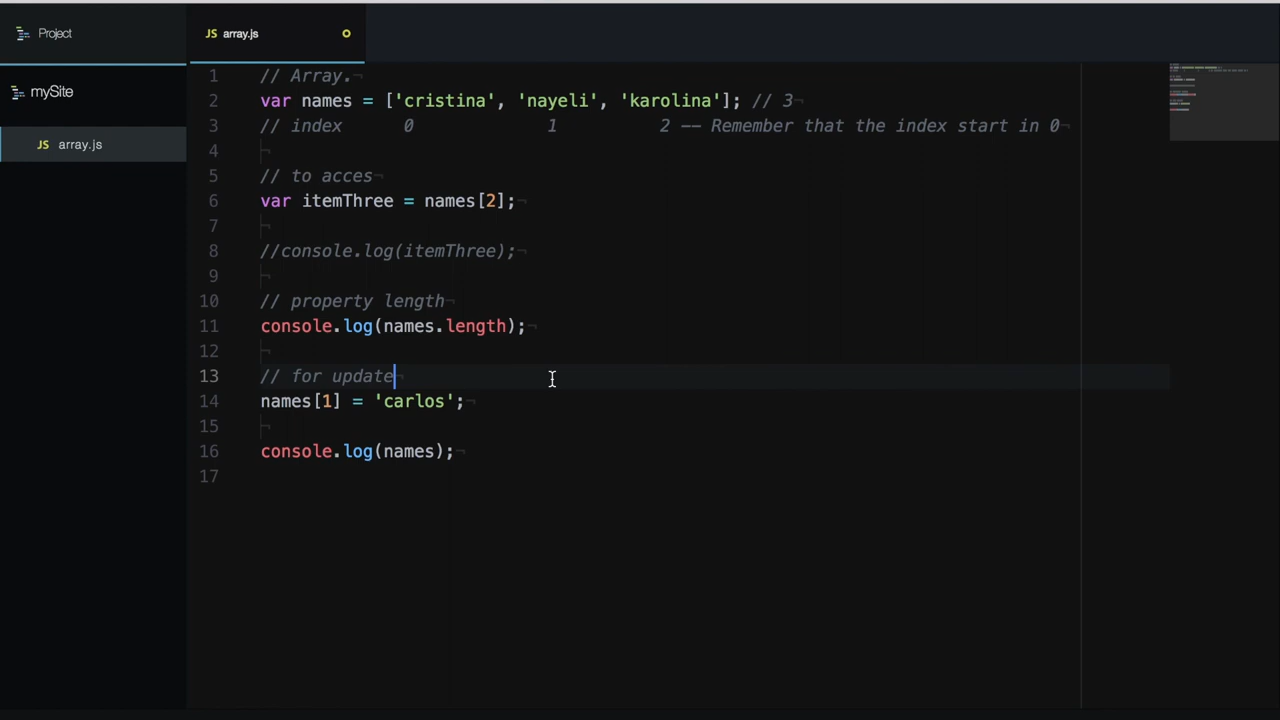 Project
JS array.js
mySite
JS array.js
1 // Array.
2 var names = ['cristina', 'nayeli', 'karolina']; // 3
3 // index 0 1 2 -- Remember that the index start in 0
4
5 // to acces
6 var itemThree = names[2];
7
8 //console.log(itemThree);
9
10 // property length
11 console.log(names.length);
12
13 // for update
14 names[1] = 'carlos';
15
16 console.log(names);
17